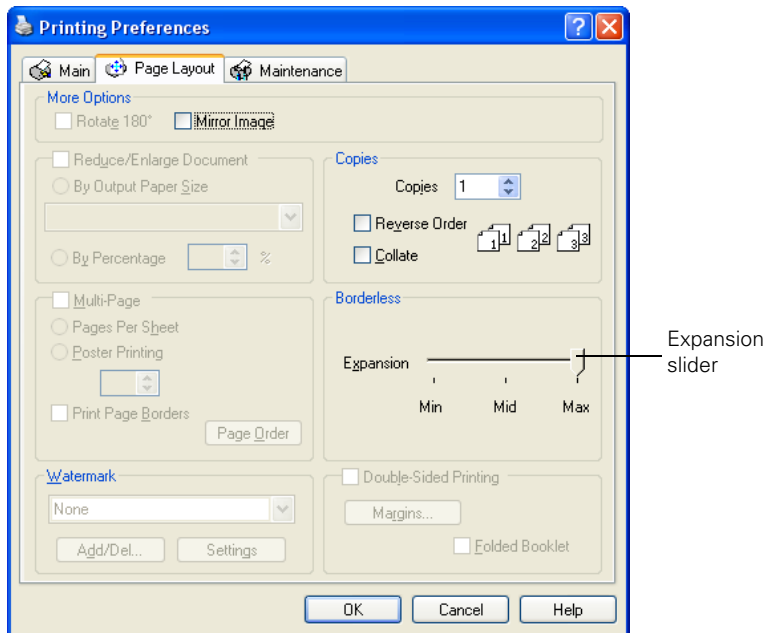 Printing Preferences
Main
Page Layout
Maintenance
More Options
Rotate 180°
Mirror Image
Reduce/Enlarge Document
By Output Paper Size
By Percentage
%
Copies
Copies 1
Reverse Order
Collate
1 1 2 2 3 3
Multi-Page
Pages Per Sheet
Poster Printing
Print Page Borders
Page Order
Borderless
Expansion
Min Mid Max
Expansion
slider
Watermark
None
Add/Del...
Settings
Double-Sided Printing
Margins...
Folded Booklet
OK
Cancel
Help